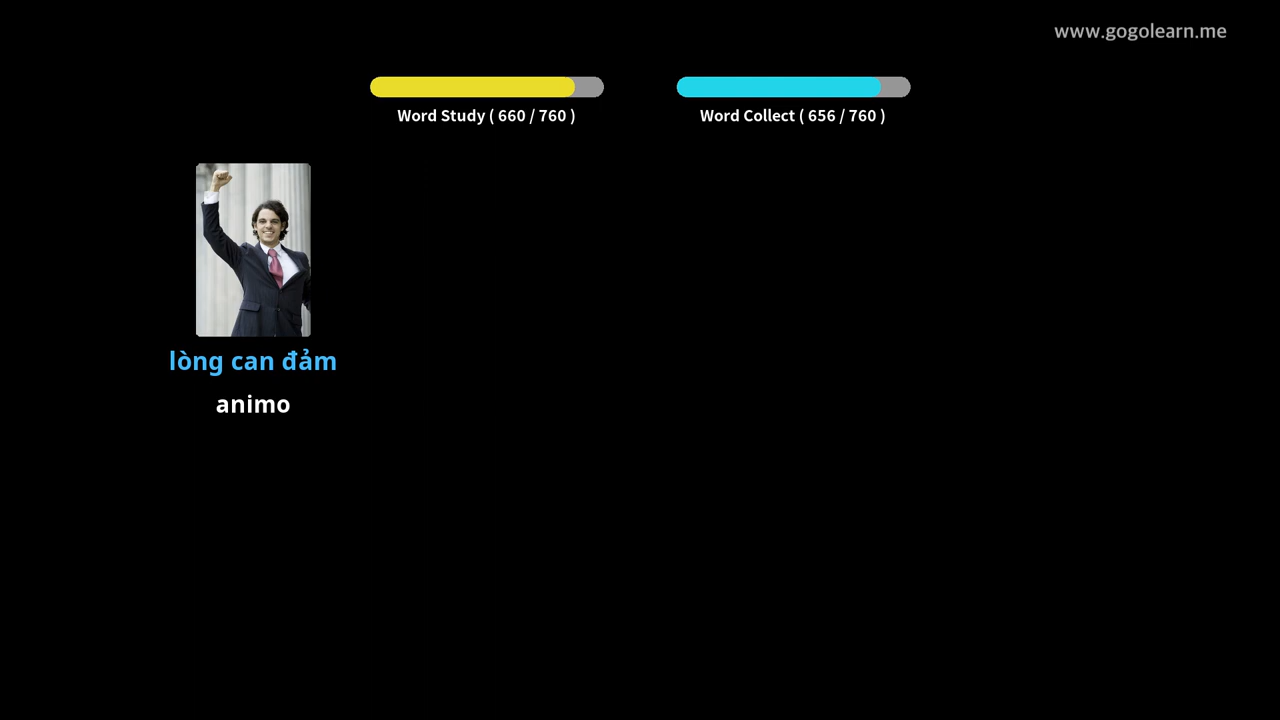 www.gogolearn.me
Word Study ( 660 / 760 )
Word Collect ( 656 / 760 )
lòng can đảm
animo